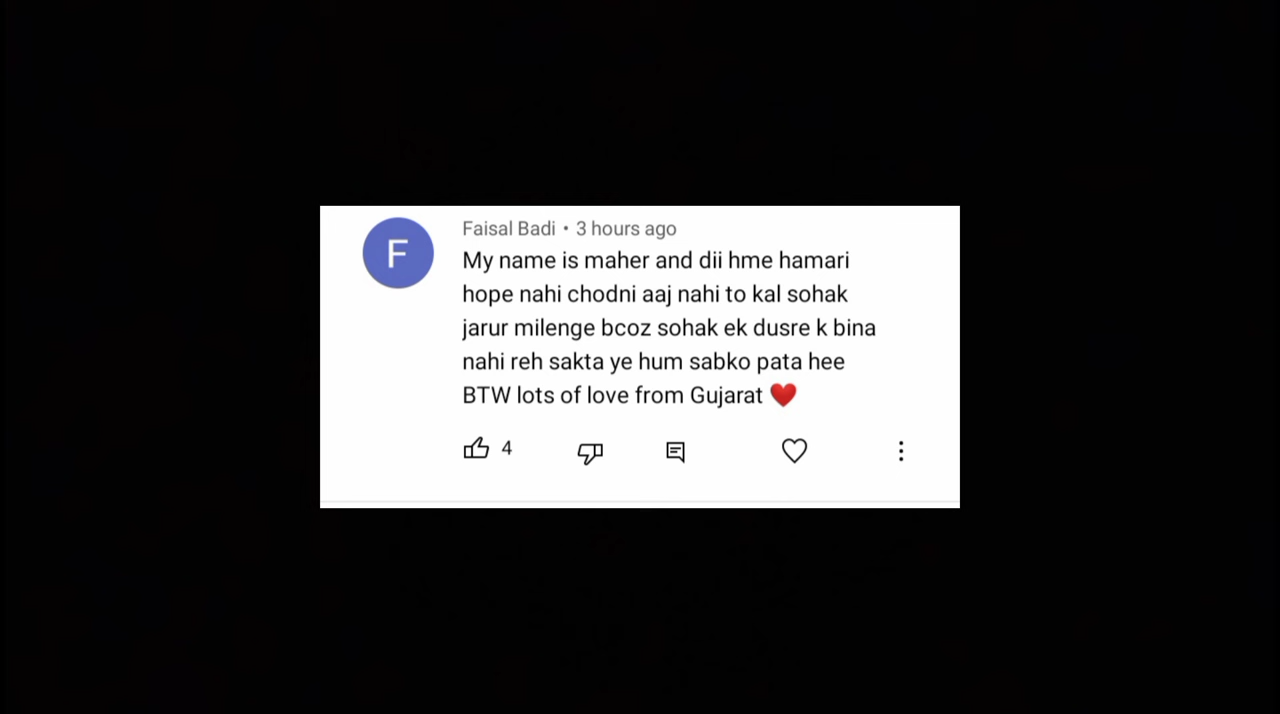 F
Faisal Badi • 3 hours ago
My name is maher and dii hme hamari
hope nahi chodni aaj nahi to kal sohak
jarur milenge bcoz sohak ek dusre k bina
nahi reh sakta ye hum sabko pata hee
BTW lots of love from Gujarat ❤️
4